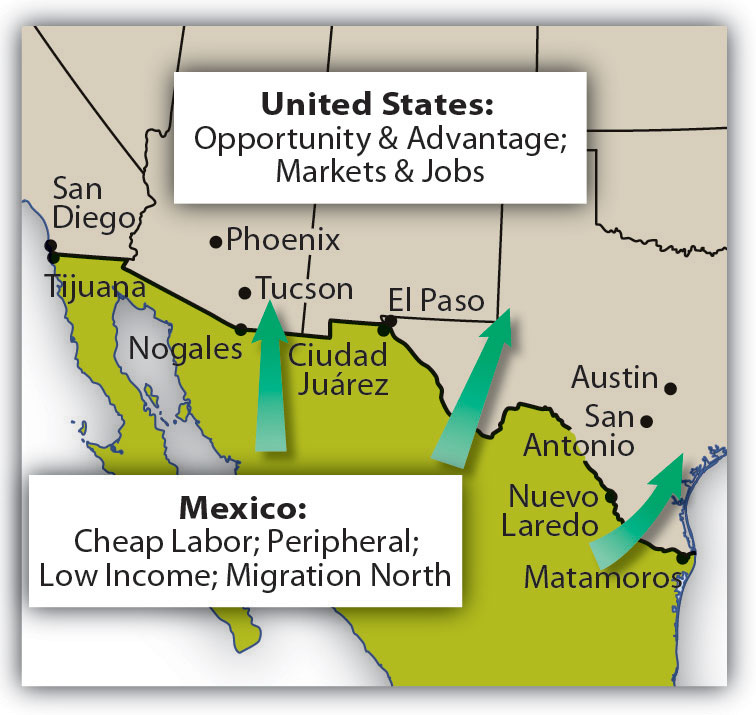 United States:
Opportunity & Advantage;
Markets & Jobs
San
Diego
Phoenix
Tijuana
Tucson
El Paso
Nogales
Ciudad
Juárez
Austin
San
Antonio
Nuevo
Laredo
Matamoros
Mexico:
Cheap Labor; Peripheral;
Low Income; Migration North